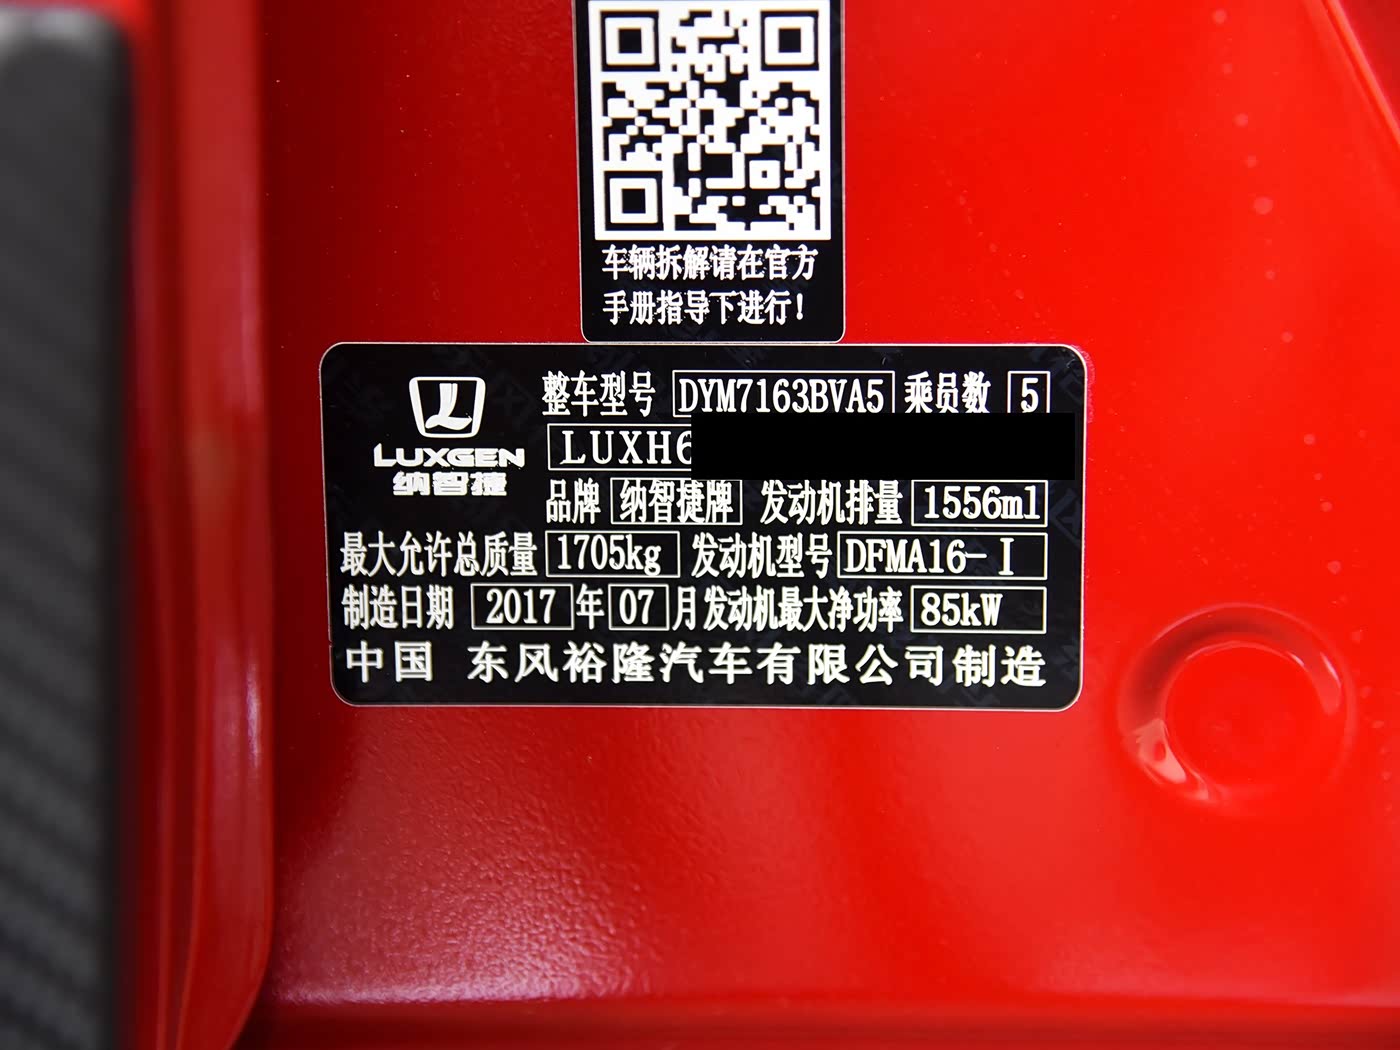 车辆拆解请在官方
手册指导下进行！
整车型号 DYM7163BVA5 乘员数 5
LUXH6
LUXGEN
纳智捷
品牌 纳智捷牌 发动机排量 1556ml
最大允许总质量 1705kg 发动机型号 DFMA16-I
制造日期 2017 年 07 月 发动机最大净功率 85kW
中国 东风裕隆汽车有限公司制造